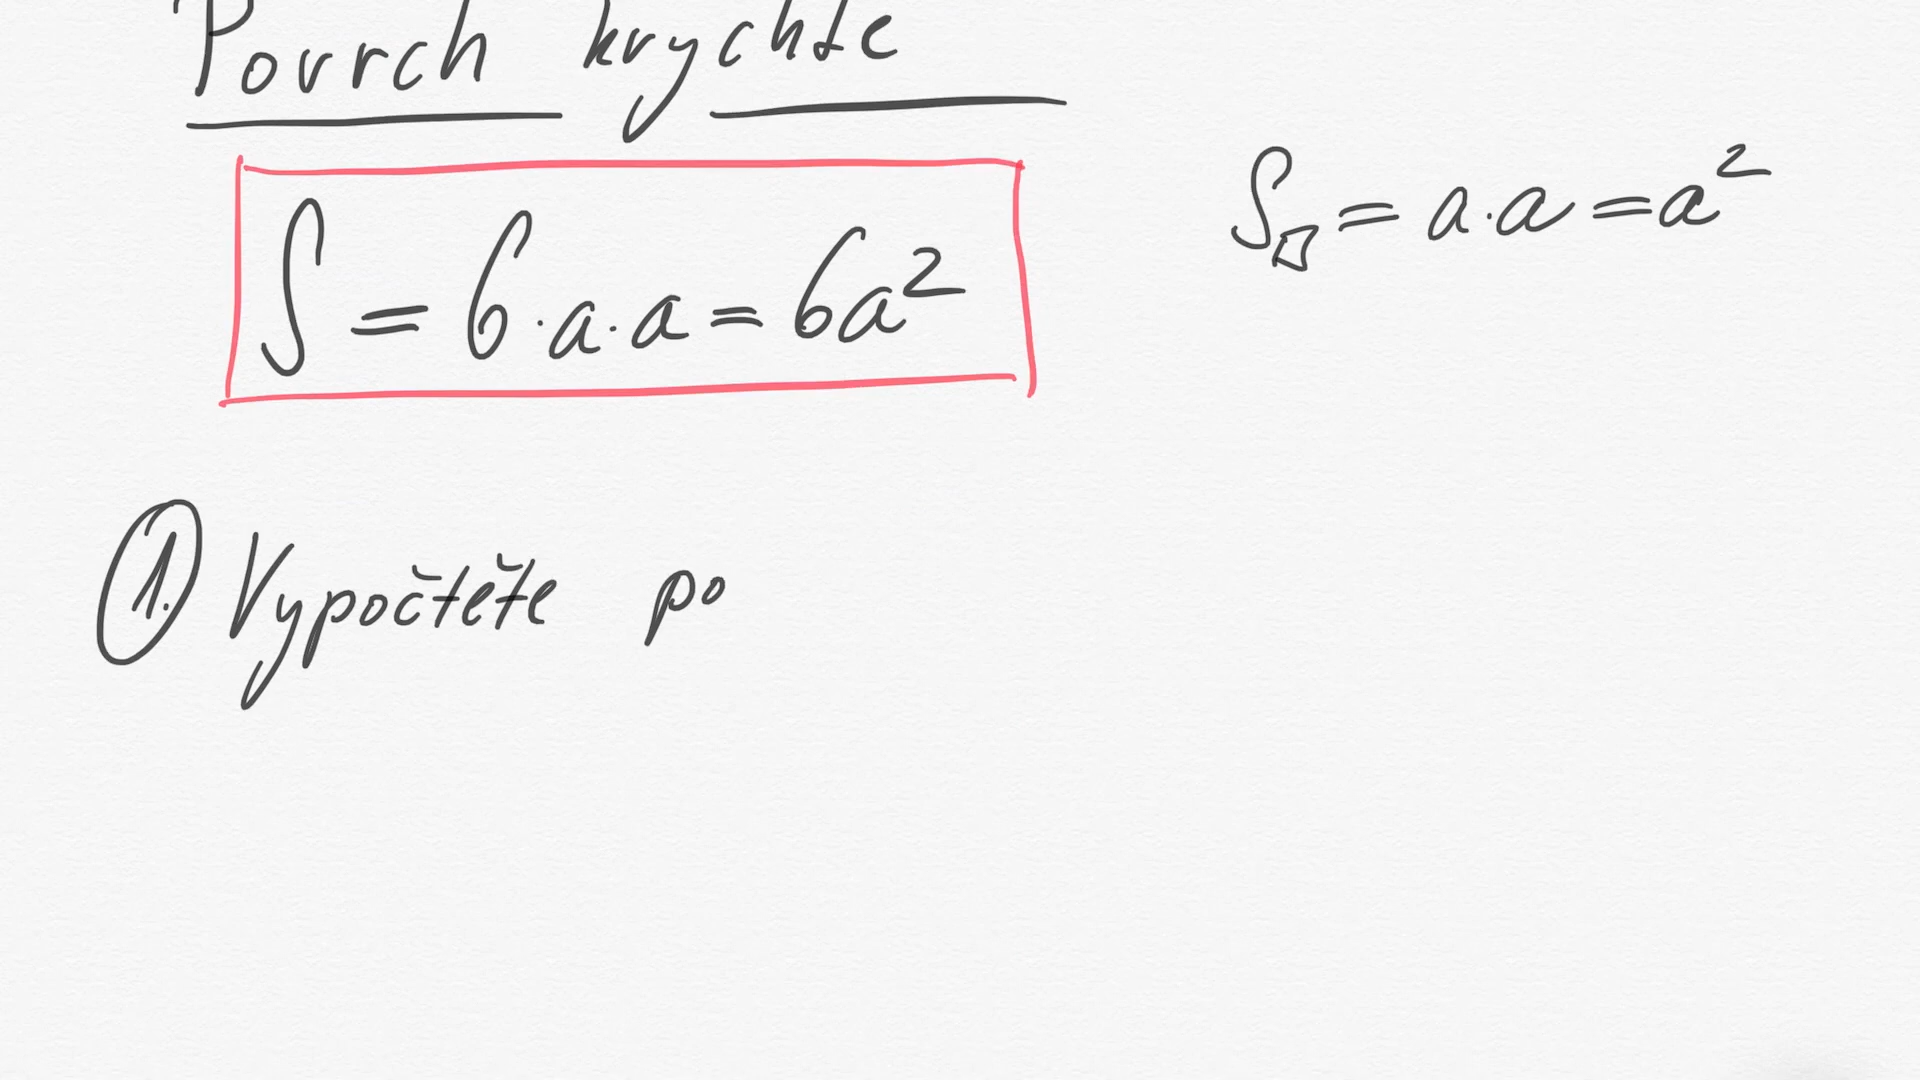 Povrch krychle
S = 6·a·a = 6a²
S□ = a·a = a²
1. Vypočtěte po